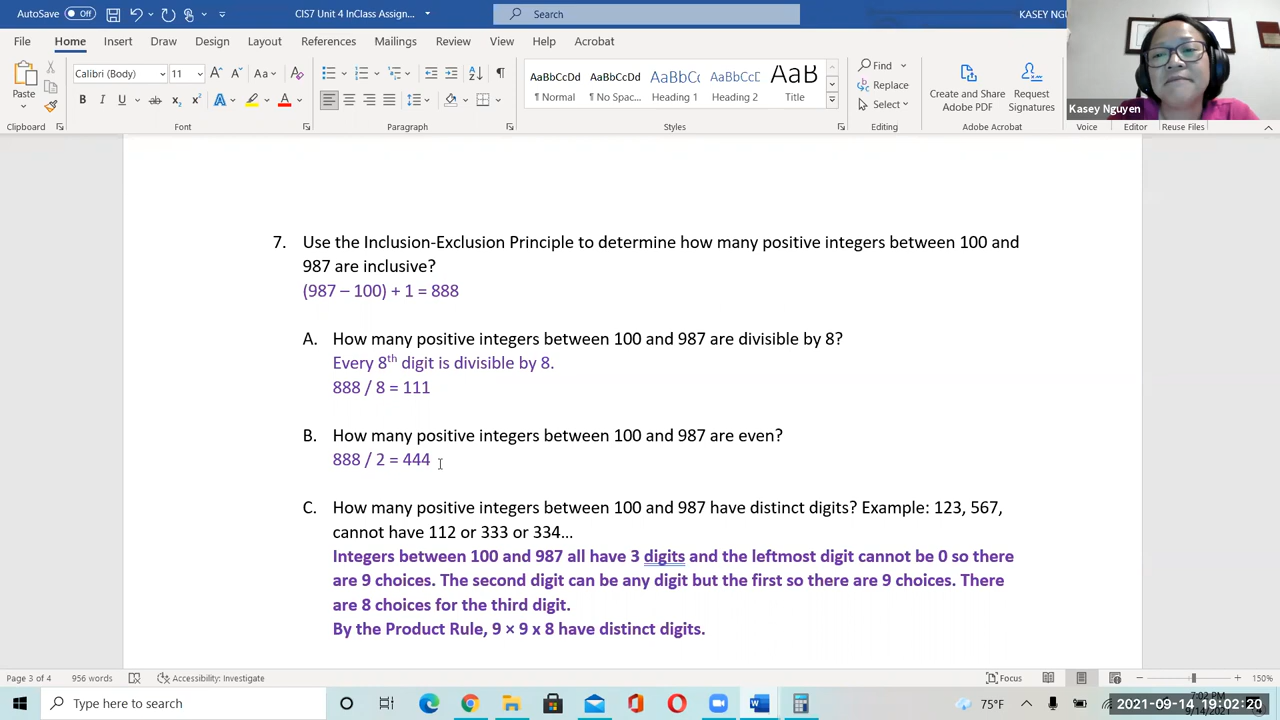 AutoSave Off
CSIT - Saved
Search
KASEY NGU
File Home Insert Draw Design Layout References Mailings Review View Help Acrobat
Calibri (Body) 11
Find
Paste
AaBbCcDd AaBbCcDd AaBbCc AaBbCcC AaB
Replace
Create and Share Request
¶ Normal ¶ No Spac... Heading 1 Heading 2 Title
Select
Adobe PDF Signatures
Kasey Nguyen
Clipboard Font Paragraph Styles Editing Adobe Acrobat Voice Editor Reuse Files
7. Use the Inclusion-Exclusion Principle to determine how many positive integers between 100 and
987 are inclusive?
(987 – 100) + 1 = 888
A. How many positive integers between 100 and 987 are divisible by 8?
Every 8th digit is divisible by 8.
888 / 8 = 111
B. How many positive integers between 100 and 987 are even?
888 / 2 = 444
C. How many positive integers between 100 and 987 have distinct digits? Example: 123, 567,
cannot have 112 or 333 or 334...
Integers between 100 and 987 all have 3 digits and the leftmost digit cannot be 0 so there
are 9 choices. The second digit can be any digit but the first so there are 9 choices. There
are 8 choices for the third digit.
By the Product Rule, 9 × 9 x 8 have distinct digits.
Page 3 of 4 956 words Accessibility: Investigate Focus 150%
Type here to search
75°F
7:02 PM
2021-09-14 19:02:20
9/14/2021